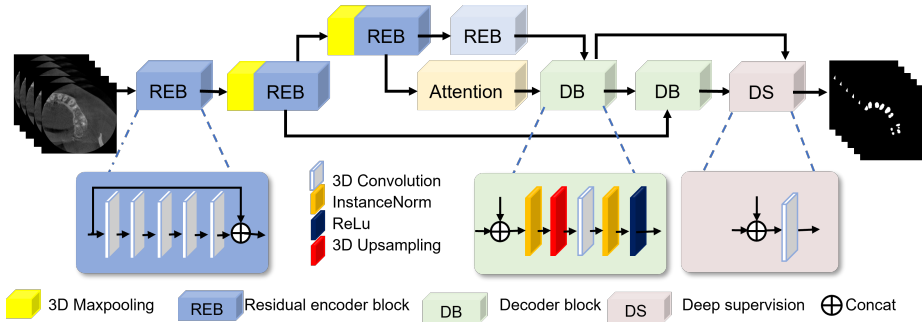 REB
REB
REB
REB
Attention
DB
DB
DS
3D Convolution
InstanceNorm
ReLu
3D Upsampling
3D Maxpooling
REB
Residual encoder block
DB
Decoder block
DS
Deep supervision
Concat